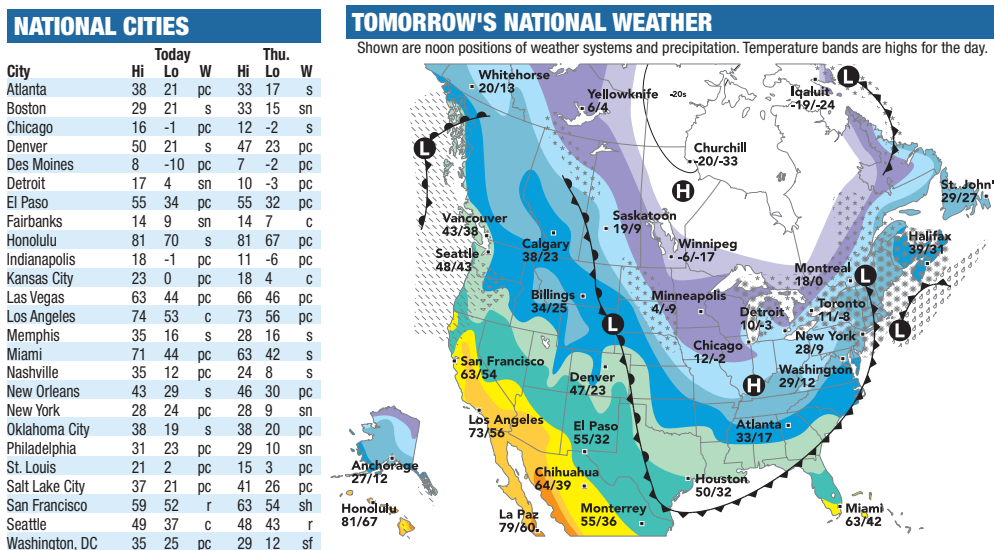 NATIONAL CITIES
Today Thu.
City Hi Lo W Hi Lo W
Atlanta 38 21 pc 33 17 s
Boston 29 21 s 33 15 sn
Chicago 16 -1 pc 12 -2 s
Denver 50 21 s 47 23 pc
Des Moines 8 -10 pc 7 -2 pc
Detroit 17 4 sn 10 -3 pc
El Paso 55 34 pc 55 32 pc
Fairbanks 14 9 sn 14 7 c
Honolulu 81 70 s 81 67 pc
Indianapolis 18 -1 pc 11 -6 pc
Kansas City 23 0 pc 18 4 c
Las Vegas 63 44 pc 66 46 pc
Los Angeles 74 53 c 73 56 pc
Memphis 35 16 s 28 16 s
Miami 71 44 pc 63 42 s
Nashville 35 12 pc 24 8 s
New Orleans 43 29 s 46 30 pc
New York 28 24 pc 28 9 sn
Oklahoma City 38 19 s 38 20 pc
Philadelphia 31 23 pc 29 10 sn
St. Louis 21 2 pc 15 3 pc
Salt Lake City 37 21 pc 41 26 pc
San Francisco 59 52 r 63 54 sh
Seattle 49 37 c 48 43 r
Washington, DC 35 25 pc 29 12 sf
TOMORROW'S NATIONAL WEATHER
Shown are noon positions of weather systems and precipitation. Temperature bands are highs for the day.
Whitehorse
20/13
Yellowknife
6/4
-20s
L
Iqaluit
-19/-24
L
Churchill
-20/-33
H
St. John'
29/27
Vancouver
43/38
Seattle
48/43
Calgary
38/23
Saskatoon
19/9
Winnipeg
-6/-17
Halifax
39/31
Montreal
18/0
L
Billings
34/25
Minneapolis
4/-9
Detroit
10/-3
Toronto
11/-8
L
L
New York
28/9
Chicago
12/-2
San Francisco
63/54
Denver
47/23
H
Washington
29/12
Los Angeles
73/56
El Paso
55/32
Atlanta
33/17
Anchorage
27/12
Chihuahua
64/39
Houston
50/32
Honolulu
81/67
La Paz
79/60
Monterrey
55/36
Miami
63/42